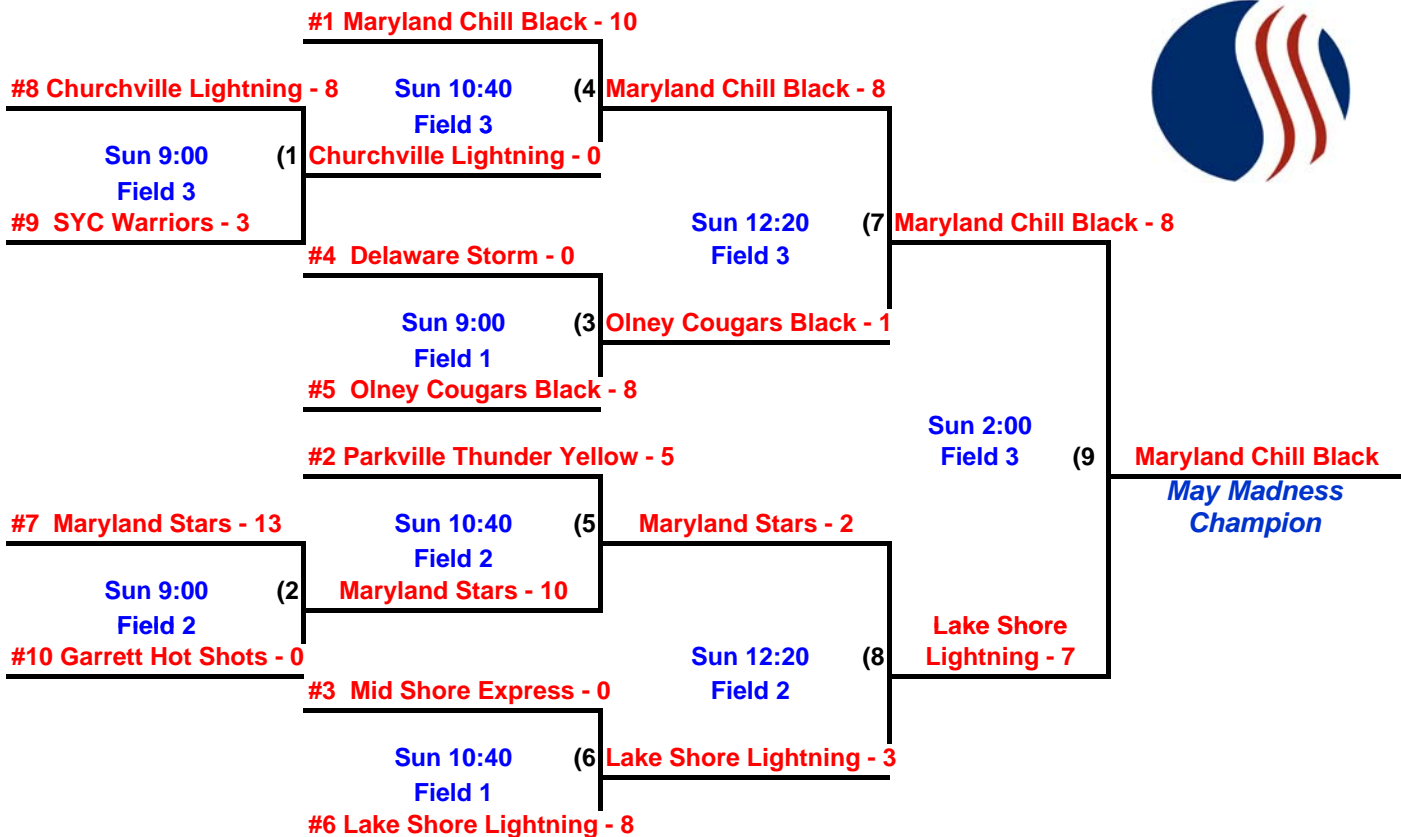 #1 Maryland Chill Black - 10
#8 Churchville Lightning - 8
Sun 10:40
(4
Maryland Chill Black - 8
Field 3
Sun 9:00
(1
Churchville Lightning - 0
Field 3
#9  SYC Warriors - 3
Sun 12:20
(7
Maryland Chill Black - 8
#4  Delaware Storm - 0
Field 3
Sun 9:00
(3
Olney Cougars Black - 1
Field 1
#5  Olney Cougars Black - 8
Sun 2:00
#2 Parkville Thunder Yellow - 5
Field 3
(9
Maryland Chill Black
May Madness
Champion
#7  Maryland Stars - 13
Sun 10:40
(5
Maryland Stars - 2
Field 2
Sun 9:00
(2
Maryland Stars - 10
Field 2
Lake Shore
Lightning - 7
#10 Garrett Hot Shots - 0
Sun 12:20
(8
#3  Mid Shore Express - 0
Field 2
Sun 10:40
(6
Lake Shore Lightning - 3
Field 1
#6 Lake Shore Lightning - 8